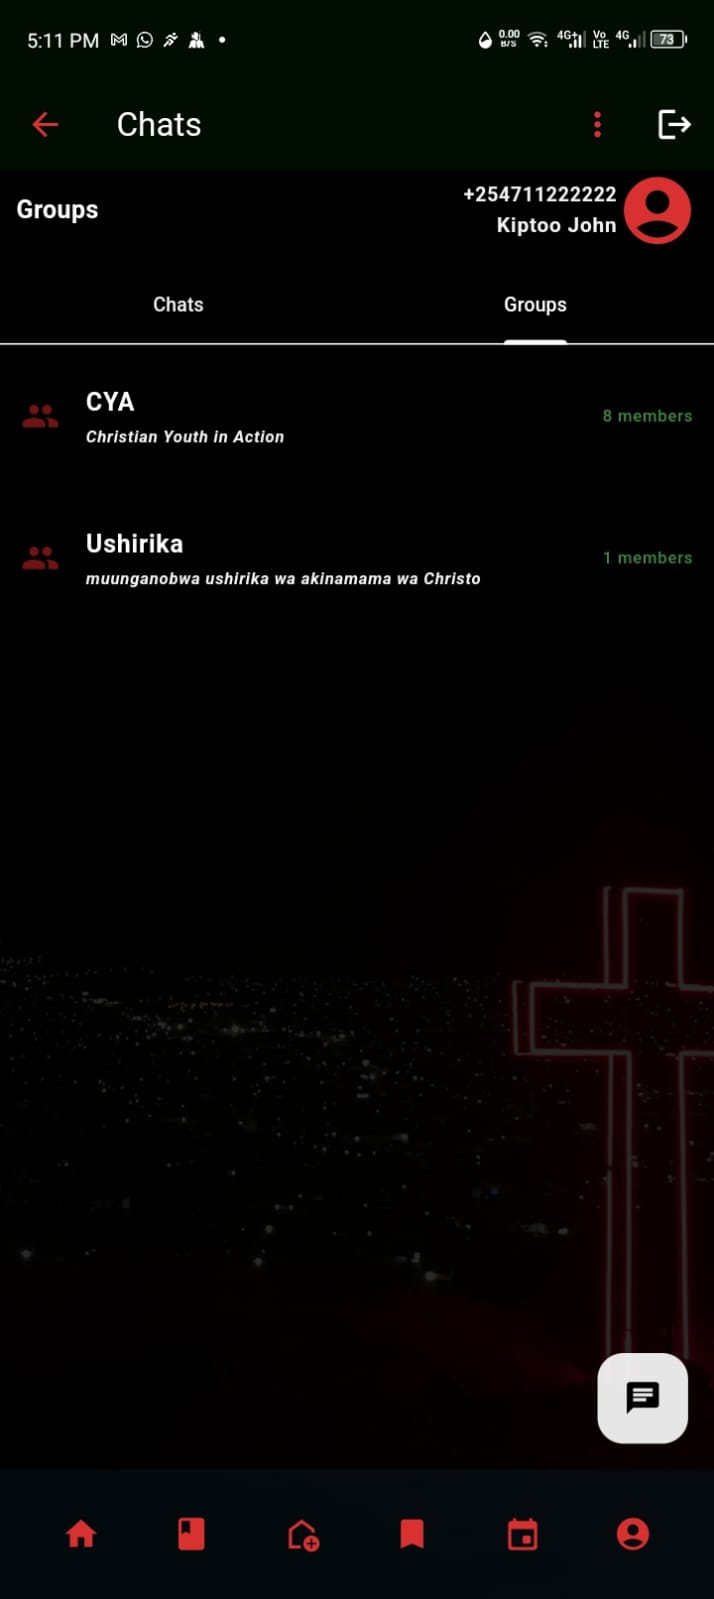 5:11 PM
0.00 B/S
4G+
Vo LTE
4G
73
Chats
Groups
+254711222222
Kiptoo John
Chats
Groups
CYA
Christian Youth in Action
8 members
Ushirika
muunganobwa ushirika wa akinamama wa Christo
1 members